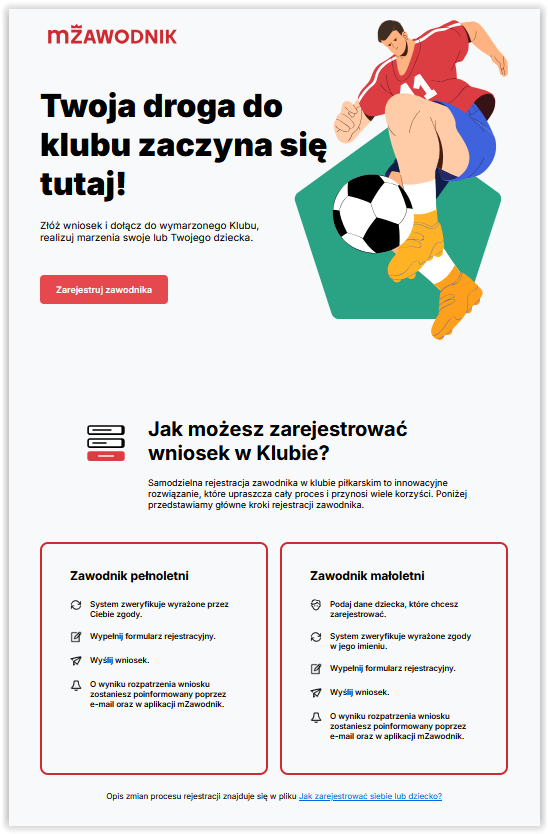 mŻAWODNIK
Twoja droga do
klubu zaczyna się
tutaj!
Złóż wniosek i dołącz do wymarzonego Klubu,
realizuj marzenia swoje lub Twojego dziecka.
Zarejestruj zawodnika
11
Jak możesz zarejestrować
wniosek w Klubie?
Samodzielna rejestracja zawodnika w klubie piłkarskim to innowacyjne
rozwiązanie, które upraszcza cały proces i przynosi wiele korzyści. Poniżej
przedstawiamy główne kroki rejestracji zawodnika.
Zawodnik pełnoletni
System zweryfikuje wyrażone przez
Ciebie zgody.
Wypełnij formularz rejestracyjny.
Wyślij wniosek.
O wyniku rozpatrzenia wniosku
zostaniesz poinformowany poprzez
e-mail oraz w aplikacji mZawodnik.
Zawodnik małoletni
Podaj dane dziecka, które chcesz
zarejestrować.
System zweryfikuje wyrażone zgody
w jego imieniu.
Wypełnij formularz rejestracyjny.
Wyślij wniosek.
O wyniku rozpatrzenia wniosku
zostaniesz poinformowany poprzez
e-mail oraz w aplikacji mZawodnik.
Opis zmian procesu rejestracji znajduje się w pliku Jak zarejestrować siebie lub dziecko?